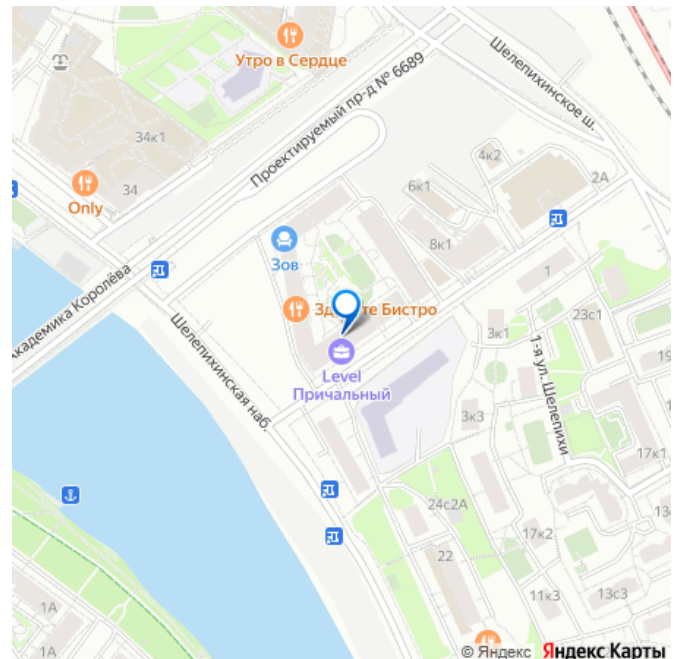 Утро в Сердце
Шелепихинское ш.
Проектируемый пр-д № 6689
34к1
34
Only
4к2
6к1
2А
8к1
Зов
1
Академика Королёва
Шелепихинская наб.
Бистро
Level
Причальный
3к1
23с1
1-я ул. Шелепихи
19
3к3
17к1
24с2А
17к2
22
11к3
13с3
1А
1А
© Яндекс Яндекс Карты